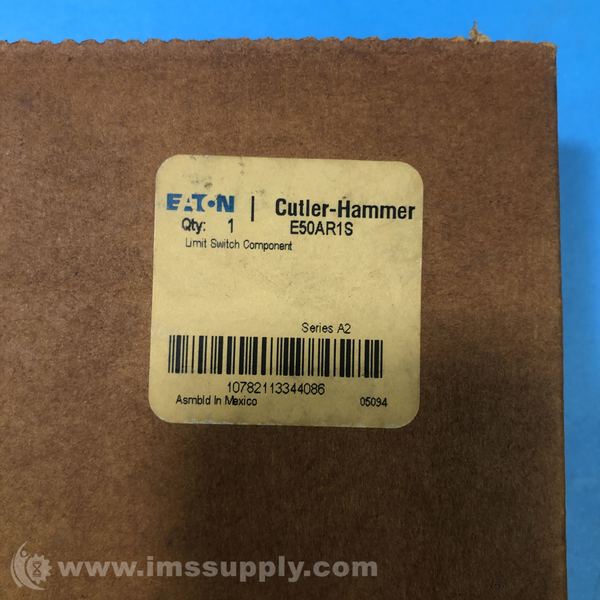 EATON | Cutler-Hammer
Qty: 1 E50AR1S
Limit Switch Component
Series A2
10782113344086
Asmbld In Mexico 05094
www.imssupply.com